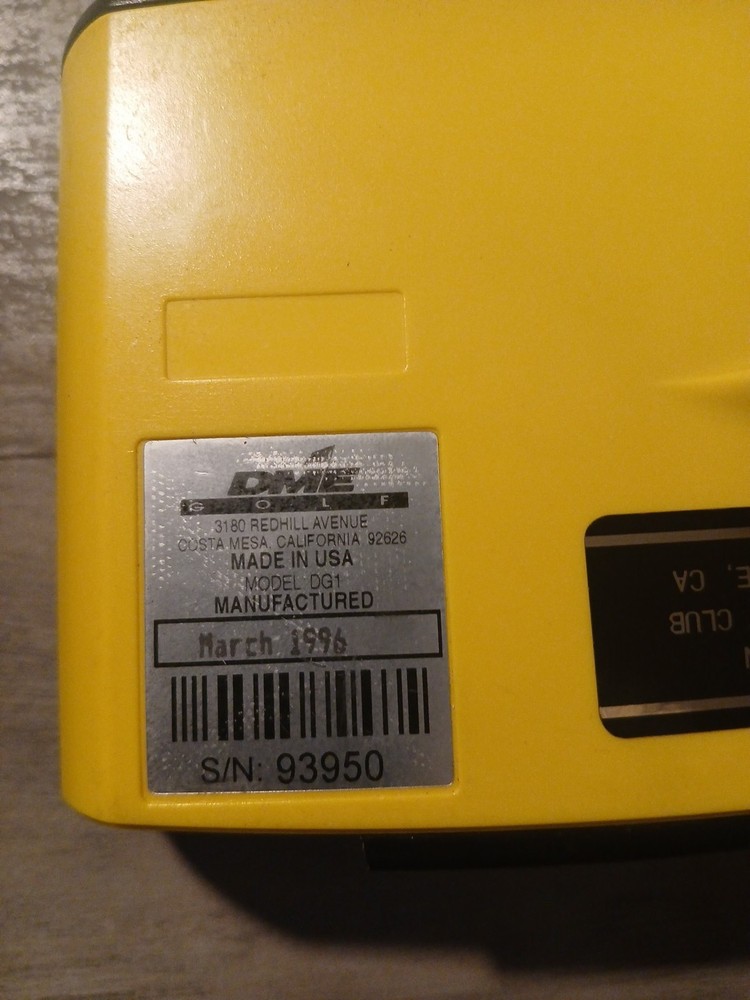 DME
GOLF
3180 REDHILL AVENUE
COSTA MESA, CALIFORNIA 92626
MADE IN USA
MODEL DG1
MANUFACTURED
March 1996
S/N: 93950
N
CLUB
E, CA